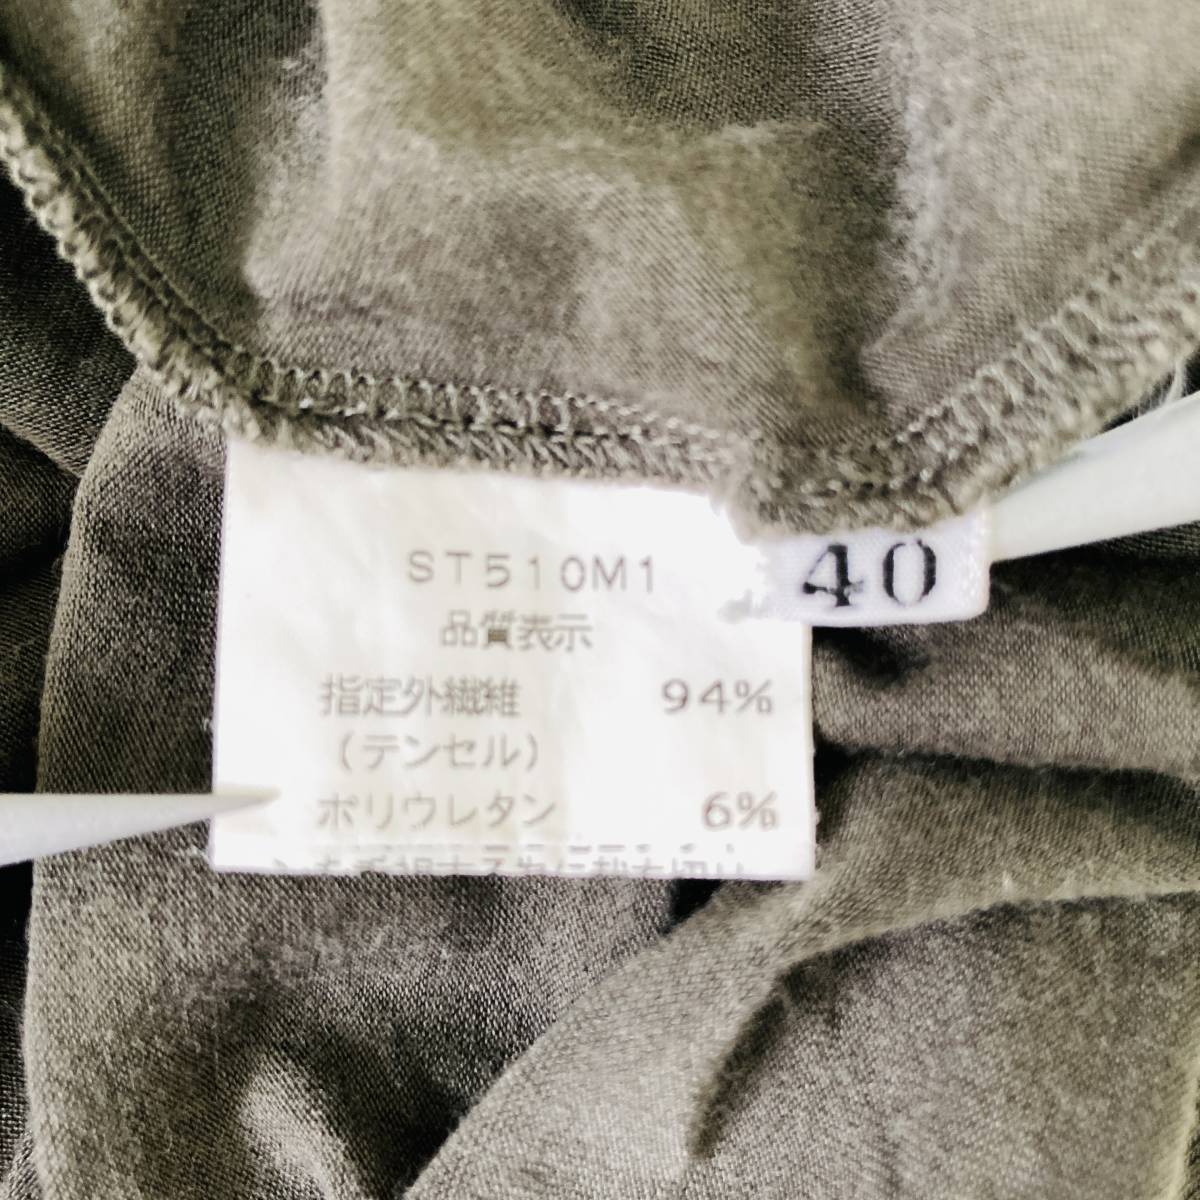 ST510M1
40
品質表示
指定外繊維 94%
(テンセル)
ポリウレタン 6%